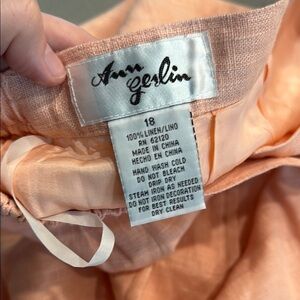 Ann
Gerlin
18
100% LINEN/LINO
RN 62120
MADE IN CHINA
HECHO EN CHINA
HAND WASH COLD
DO NOT BLEACH
DRIP DRY
STEAM IRON AS NEEDED
DO NOT IRON DECORATION
FOR BEST RESULTS
DRY CLEAN